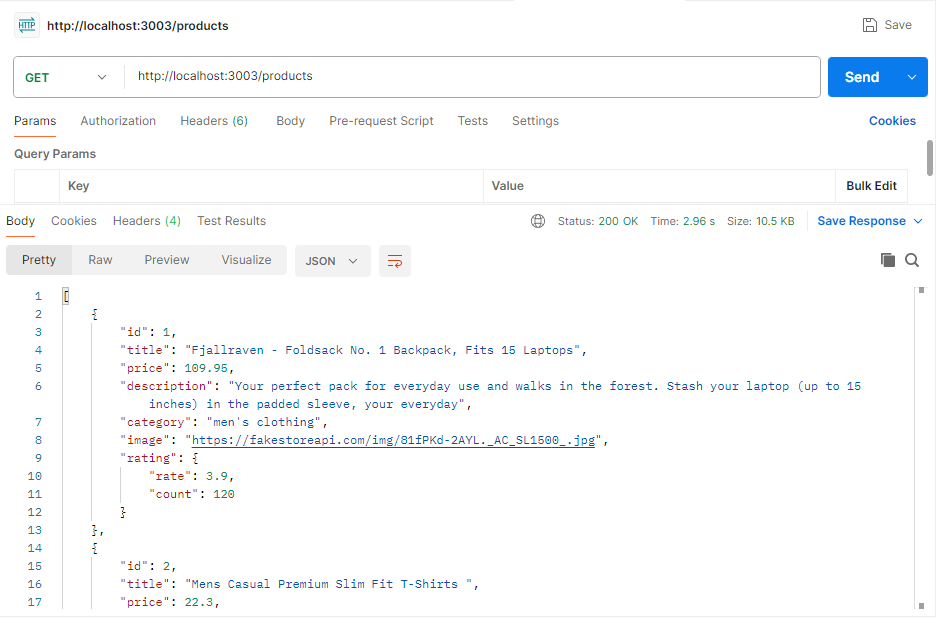 HTTP http://localhost:3003/products Save
GET http://localhost:3003/products Send
Params Authorization Headers (6) Body Pre-request Script Tests Settings Cookies
Query Params
Key Value Bulk Edit
Body Cookies Headers (4) Test Results Status: 200 OK Time: 2.96 s Size: 10.5 KB Save Response
Pretty Raw Preview Visualize JSON
1 [
2 {
3 "id": 1,
4 "title": "Fjallraven - Foldsack No. 1 Backpack, Fits 15 Laptops",
5 "price": 109.95,
6 "description": "Your perfect pack for everyday use and walks in the forest. Stash your laptop (up to 15
inches) in the padded sleeve, your everyday",
7 "category": "men's clothing",
8 "image": "https://fakestoreapi.com/img/81fPKd-2AYL._AC_SL1500_.jpg",
9 "rating": {
10 "rate": 3.9,
11 "count": 120
12 }
13 },
14 {
15 "id": 2,
16 "title": "Mens Casual Premium Slim Fit T-Shirts ",
17 "price": 22.3,